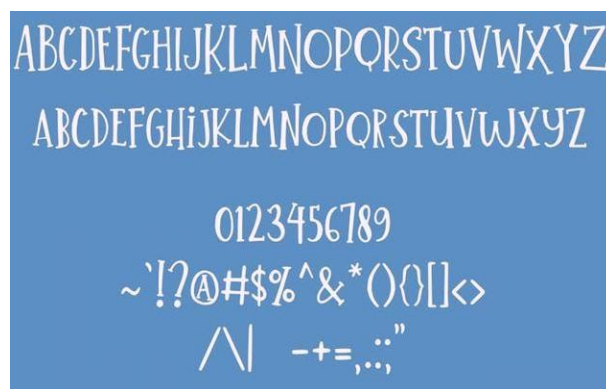 ABCDEFGHIJKLMNOPQRSTUVWXYZ
ABCDEFGHiJKLMNOPQRSTUVWXYZ
0123456789
~`!?@#$%^&*(){}[]<>
/\| -+=,.:;"